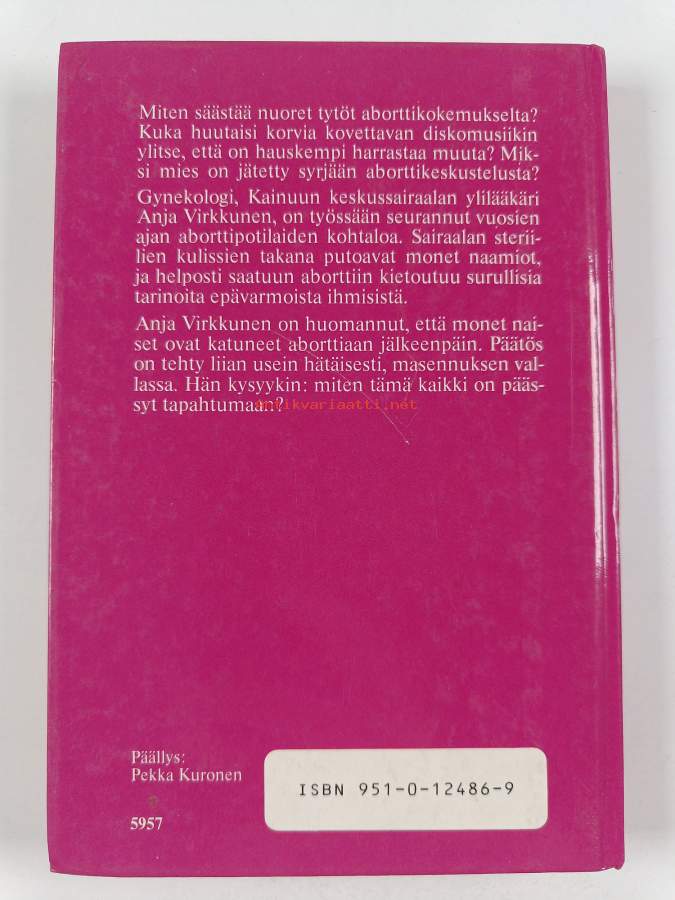 Miten säästää nuoret tytöt aborttikokemukselta?
Kuka huutaisi korvia kovettavan diskomusiikin
ylitse, että on hauskempi harrastaa muuta? Mik-
si mies on jätetty syrjään aborttikeskustelusta?
Gynekologi, Kainuun keskussairaalan ylilääkäri
Anja Virkkunen, on työssään seurannut vuosien
ajan aborttipotilaiden kohtaloa. Sairaalan sterii-
lien kulissien takana putoavat monet naamiot,
ja helposti saatuun aborttiin kietoutuu surullisia
tarinoita epävarmoista ihmisistä.
Anja Virkkunen on huomannut, että monet nai-
set ovat katuneet aborttiaan jälkeenpäin. Päätös
on tehty liian usein hätäisesti, masennuksen val-
lassa. Hän kysyykin: miten tämä kaikki on pääs-
syt tapahtumaan?
antikvariaatti.net
Päällys:
Pekka Kuronen
5957
ISBN 951-0-12486-9